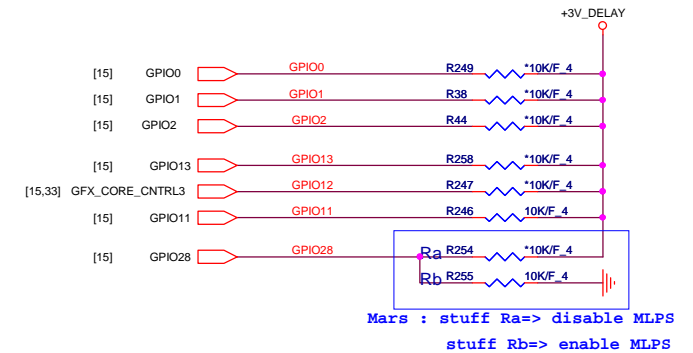 +3V_DELAY
[15] GPIO0 GPIO0 R249 *10K/F_4
[15] GPIO1 GPIO1 R38 *10K/F_4
[15] GPIO2 GPIO2 R44 *10K/F_4
[15] GPIO13 GPIO13 R258 *10K/F_4
[15,33] GFX_CORE_CNTRL3 GPIO12 R247 *10K/F_4
[15] GPIO11 GPIO11 R246 10K/F_4
[15] GPIO28 GPIO28 Ra R254 *10K/F_4
Rb R255 10K/F_4
Mars : stuff Ra=> disable MLPS
stuff Rb=> enable MLPS